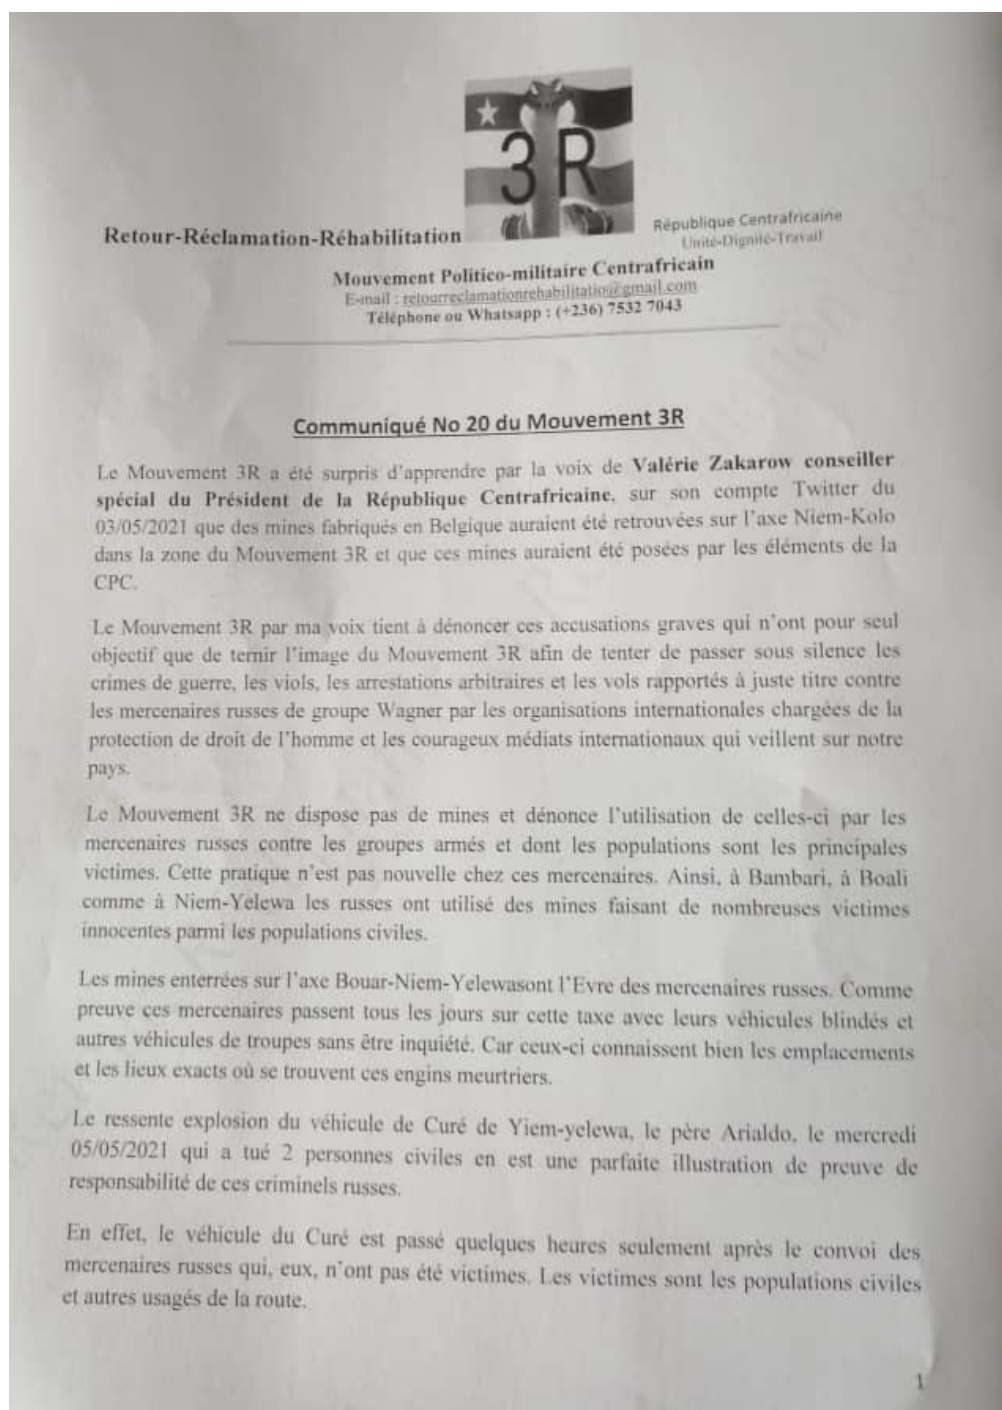 3R
Retour-Réclamation-Réhabilitation
République Centrafricaine
Unité-Dignité-Travail
Mouvement Politico-militaire Centrafricain
E-mail : retourreclamationrehabilitatio@gmail.com
Téléphone ou Whatsapp : (+236) 7532 7043
Communiqué No 20 du Mouvement 3R
Le Mouvement 3R a été surpris d'apprendre par la voix de Valérie Zakarow conseiller
spécial du Président de la République Centrafricaine, sur son compte Twitter du
03/05/2021 que des mines fabriqués en Belgique auraient été retrouvées sur l'axe Niem-Kolo
dans la zone du Mouvement 3R et que ces mines auraient été posées par les éléments de la
CPC.
Le Mouvement 3R par ma voix tient à dénoncer ces accusations graves qui n'ont pour seul
objectif que de ternir l'image du Mouvement 3R afin de tenter de passer sous silence les
crimes de guerre, les viols, les arrestations arbitraires et les vols rapportés à juste titre contre
les mercenaires russes de groupe Wagner par les organisations internationales chargées de la
protection de droit de l'homme et les courageux médiats internationaux qui veillent sur notre
pays.
Le Mouvement 3R ne dispose pas de mines et dénonce l'utilisation de celles-ci par les
mercenaires russes contre les groupes armés et dont les populations sont les principales
victimes. Cette pratique n'est pas nouvelle chez ces mercenaires. Ainsi, à Bambari, à Boali
comme à Niem-Yelewa les russes ont utilisé des mines faisant de nombreuses victimes
innocentes parmi les populations civiles.
Les mines enterrées sur l'axe Bouar-Niem-Yelewasont l'Evre des mercenaires russes. Comme
preuve ces mercenaires passent tous les jours sur cette taxe avec leurs véhicules blindés et
autres véhicules de troupes sans être inquiété. Car ceux-ci connaissent bien les emplacements
et les lieux exacts où se trouvent ces engins meurtriers.
Le ressente explosion du véhicule de Curé de Yiem-yelewa, le père Arialdo, le mercredi
05/05/2021 qui a tué 2 personnes civiles en est une parfaite illustration de preuve de
responsabilité de ces criminels russes.
En effet, le véhicule du Curé est passé quelques heures seulement après le convoi des
mercenaires russes qui, eux, n'ont pas été victimes. Les victimes sont les populations civiles
et autres usagés de la route.
1